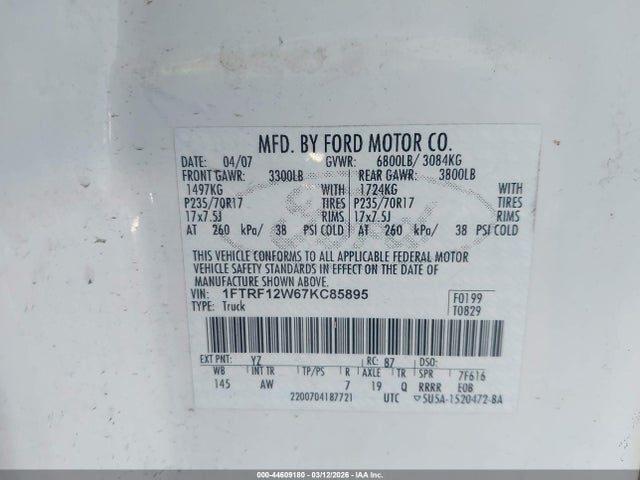 MFD. BY FORD MOTOR CO.
DATE: 04/07 GVWR: 6800LB/ 3084KG
FRONT GAWR: 3300LB REAR GAWR: 3800LB
1497KG WITH 1724KG WITH
P235/70R17 TIRES P235/70R17 TIRES
17x7.5J RIMS 17x7.5J RIMS
AT 260 kPa/ 38 PSI COLD AT 260 kPa/ 38 PSI COLD
THIS VEHICLE CONFORMS TO ALL APPLICABLE FEDERAL MOTOR
VEHICLE SAFETY STANDARDS IN EFFECT ON THE DATE OF
MANUFACTURE SHOWN ABOVE.
VIN: 1FTRF12W67KC85895 F0199
TYPE: Truck T0829
EXT PNT: YZ RC: 87 DSO:
WB INT TR TP/PS R AXLE TR SPR 7F616
145 AW 7 19 Q RRRR EOB
2200704187721 UTC ▽5U5A-1520472-BA
000-44609180 - 03/12/2026 - IAA Inc.